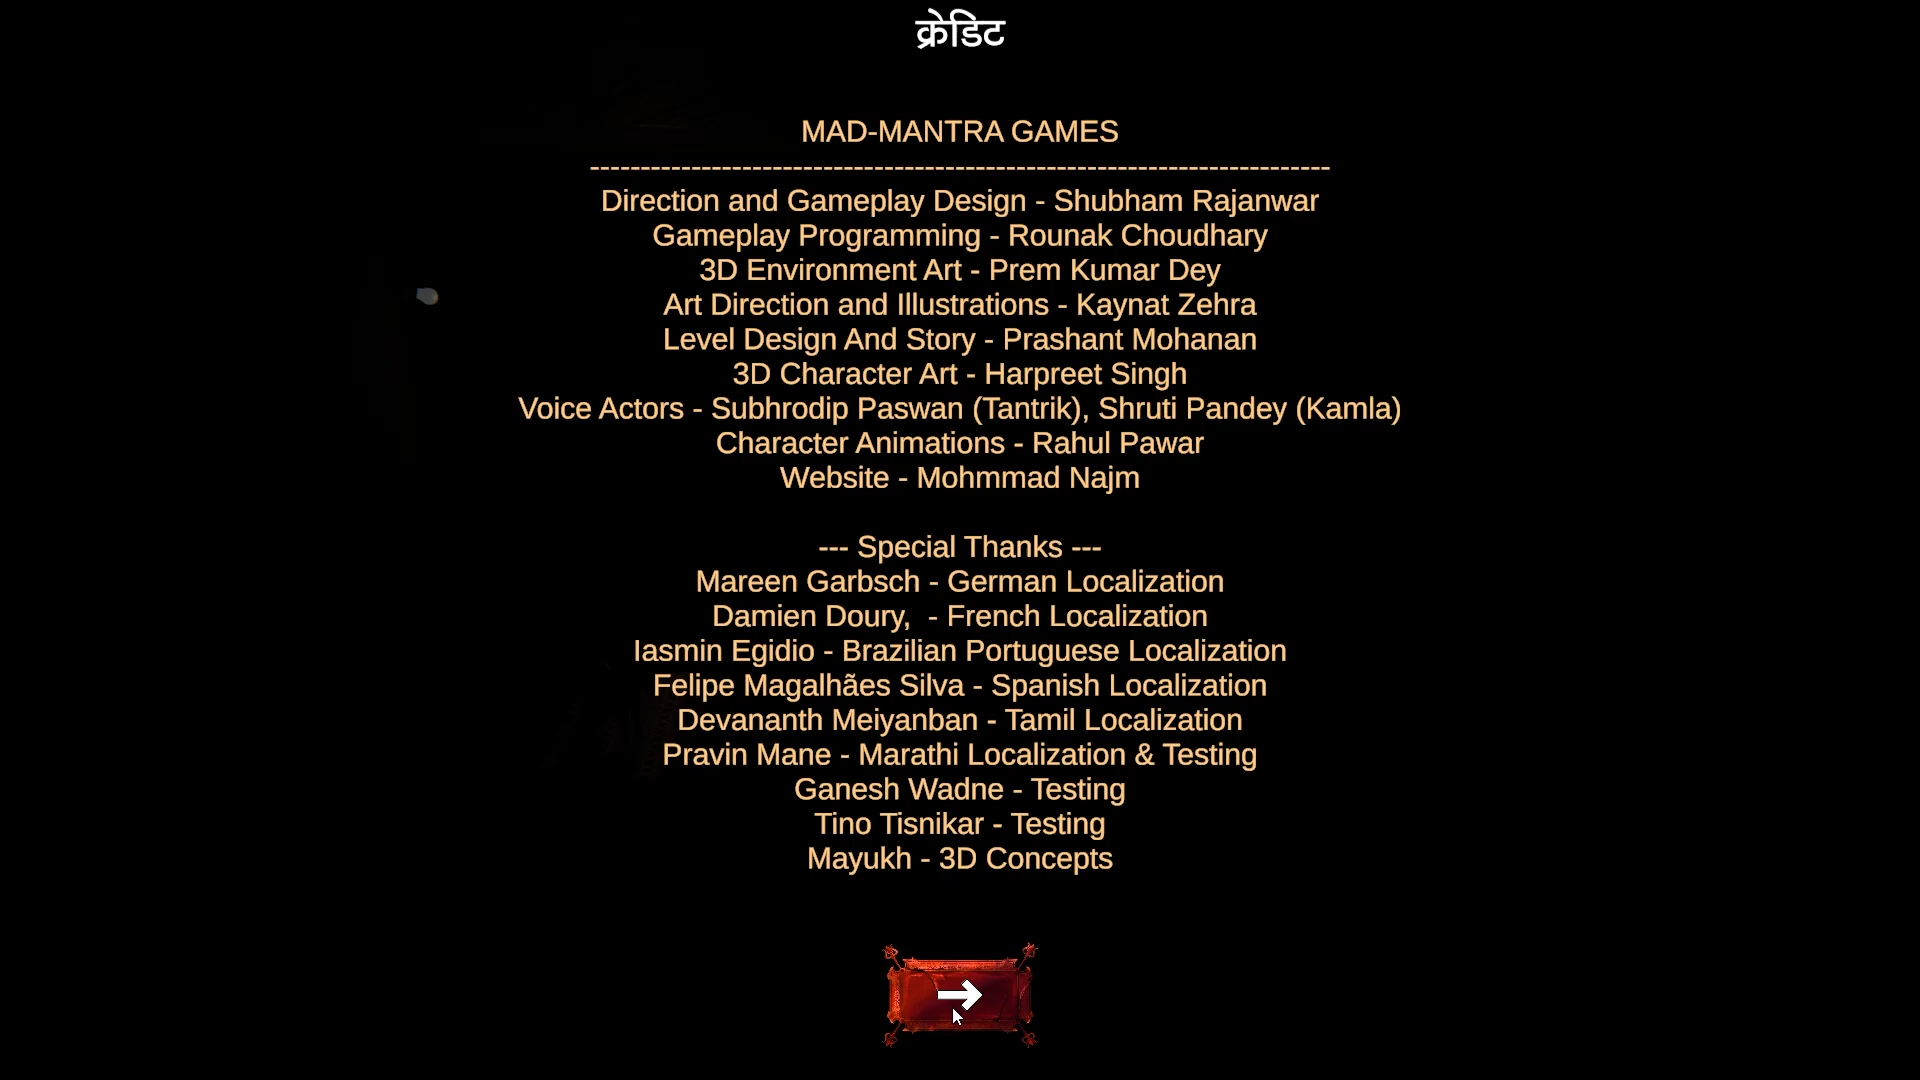 क्रेडिट
MAD-MANTRA GAMES
--------------------------------------------------------------------------
Direction and Gameplay Design - Shubham Rajanwar
Gameplay Programming - Rounak Choudhary
3D Environment Art - Prem Kumar Dey
Art Direction and Illustrations - Kaynat Zehra
Level Design And Story - Prashant Mohanan
3D Character Art - Harpreet Singh
Voice Actors - Subhrodip Paswan (Tantrik), Shruti Pandey (Kamla)
Character Animations - Rahul Pawar
Website - Mohmmad Najm
--- Special Thanks ---
Mareen Garbsch - German Localization
Damien Doury,  - French Localization
Iasmin Egidio - Brazilian Portuguese Localization
Felipe Magalhães Silva - Spanish Localization
Devananth Meiyanban - Tamil Localization
Pravin Mane - Marathi Localization & Testing
Ganesh Wadne - Testing
Tino Tisnikar - Testing
Mayukh - 3D Concepts